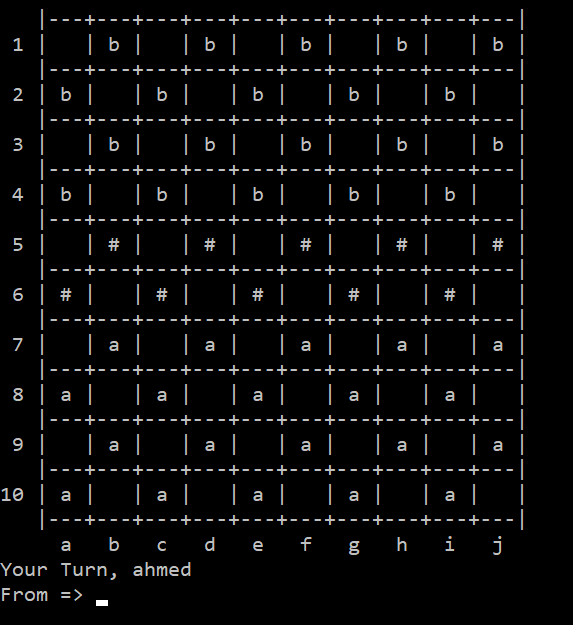 |---+---+---+---+---+---+---+---+---+---|
1 |   | b |   | b |   | b |   | b |   | b |
|---+---+---+---+---+---+---+---+---+---|
2 | b |   | b |   | b |   | b |   | b |   |
|---+---+---+---+---+---+---+---+---+---|
3 |   | b |   | b |   | b |   | b |   | b |
|---+---+---+---+---+---+---+---+---+---|
4 | b |   | b |   | b |   | b |   | b |   |
|---+---+---+---+---+---+---+---+---+---|
5 |   | # |   | # |   | # |   | # |   | # |
|---+---+---+---+---+---+---+---+---+---|
6 | # |   | # |   | # |   | # |   | # |   |
|---+---+---+---+---+---+---+---+---+---|
7 |   | a |   | a |   | a |   | a |   | a |
|---+---+---+---+---+---+---+---+---+---|
8 | a |   | a |   | a |   | a |   | a |   |
|---+---+---+---+---+---+---+---+---+---|
9 |   | a |   | a |   | a |   | a |   | a |
|---+---+---+---+---+---+---+---+---+---|
10 | a |   | a |   | a |   | a |   | a |   |
|---+---+---+---+---+---+---+---+---+---|
a   b   c   d   e   f   g   h   i   j
Your Turn, ahmed
From => _